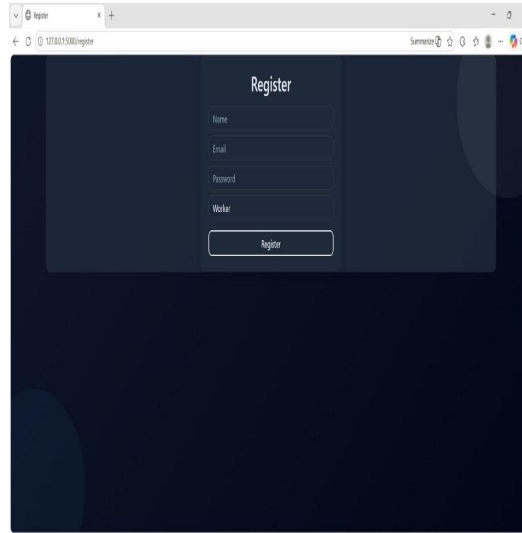 Register
127.0.0.1:5000/register
Summarize
Register
Name
Email
Password
Worker
Register